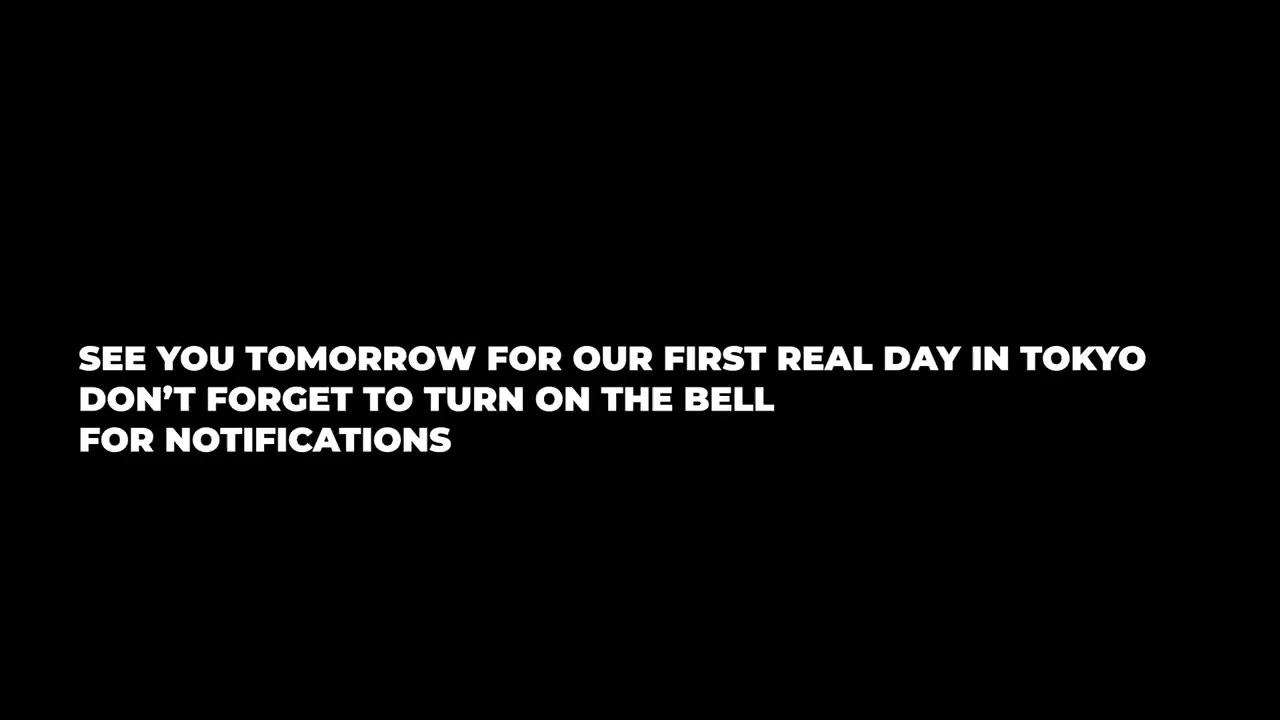 SEE YOU TOMORROW FOR OUR FIRST REAL DAY IN TOKYO
DON’T FORGET TO TURN ON THE BELL
FOR NOTIFICATIONS